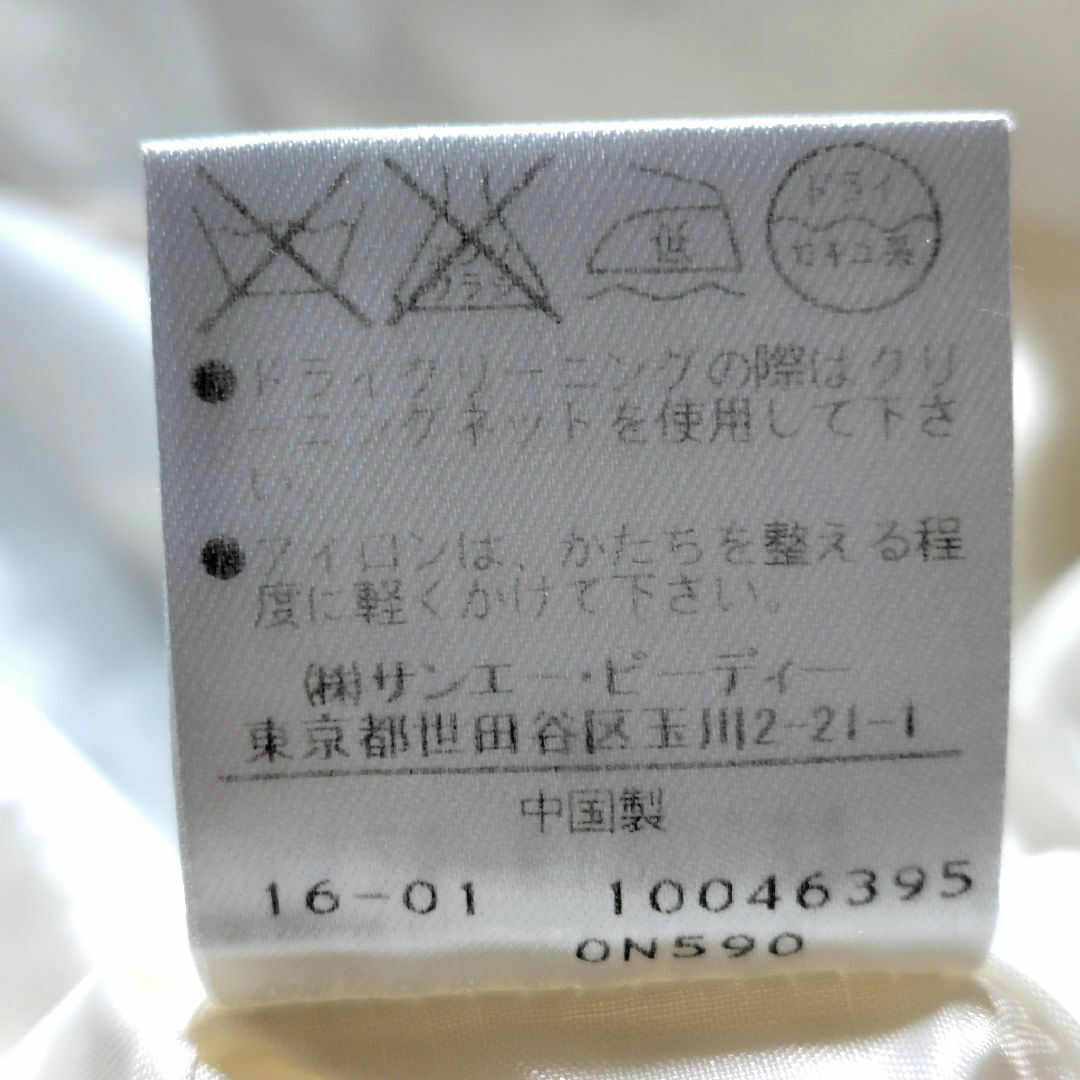 低
ドライ
セキユ系
●ドライクリーニングの際はクリ
ーニングネットを使用して下さ
い
●アイロンは、かたちを整える程
度に軽くかけて下さい。
(株)サンエー・ビーディー
東京都世田谷区玉川2-21-1
中国製
16-01 10046395
0N590